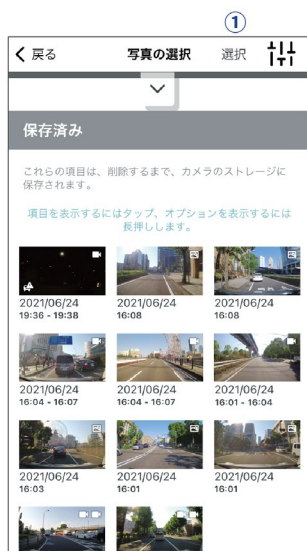 ①
戻る 写真の選択 選択
保存済み
これらの項目は、削除するまで、カメラのストレージに
保存されます。
項目を表示するにはタップ、オプションを表示するには
長押しします。
2021/06/24 2021/06/24 2021/06/24
19:36 - 19:38 16:08 16:08
2021/06/24 2021/06/24 2021/06/24
16:04 - 16:07 16:04 - 16:07 16:01 - 16:04
2021/06/24 2021/06/24 2021/06/24
16:03 16:01 16:01